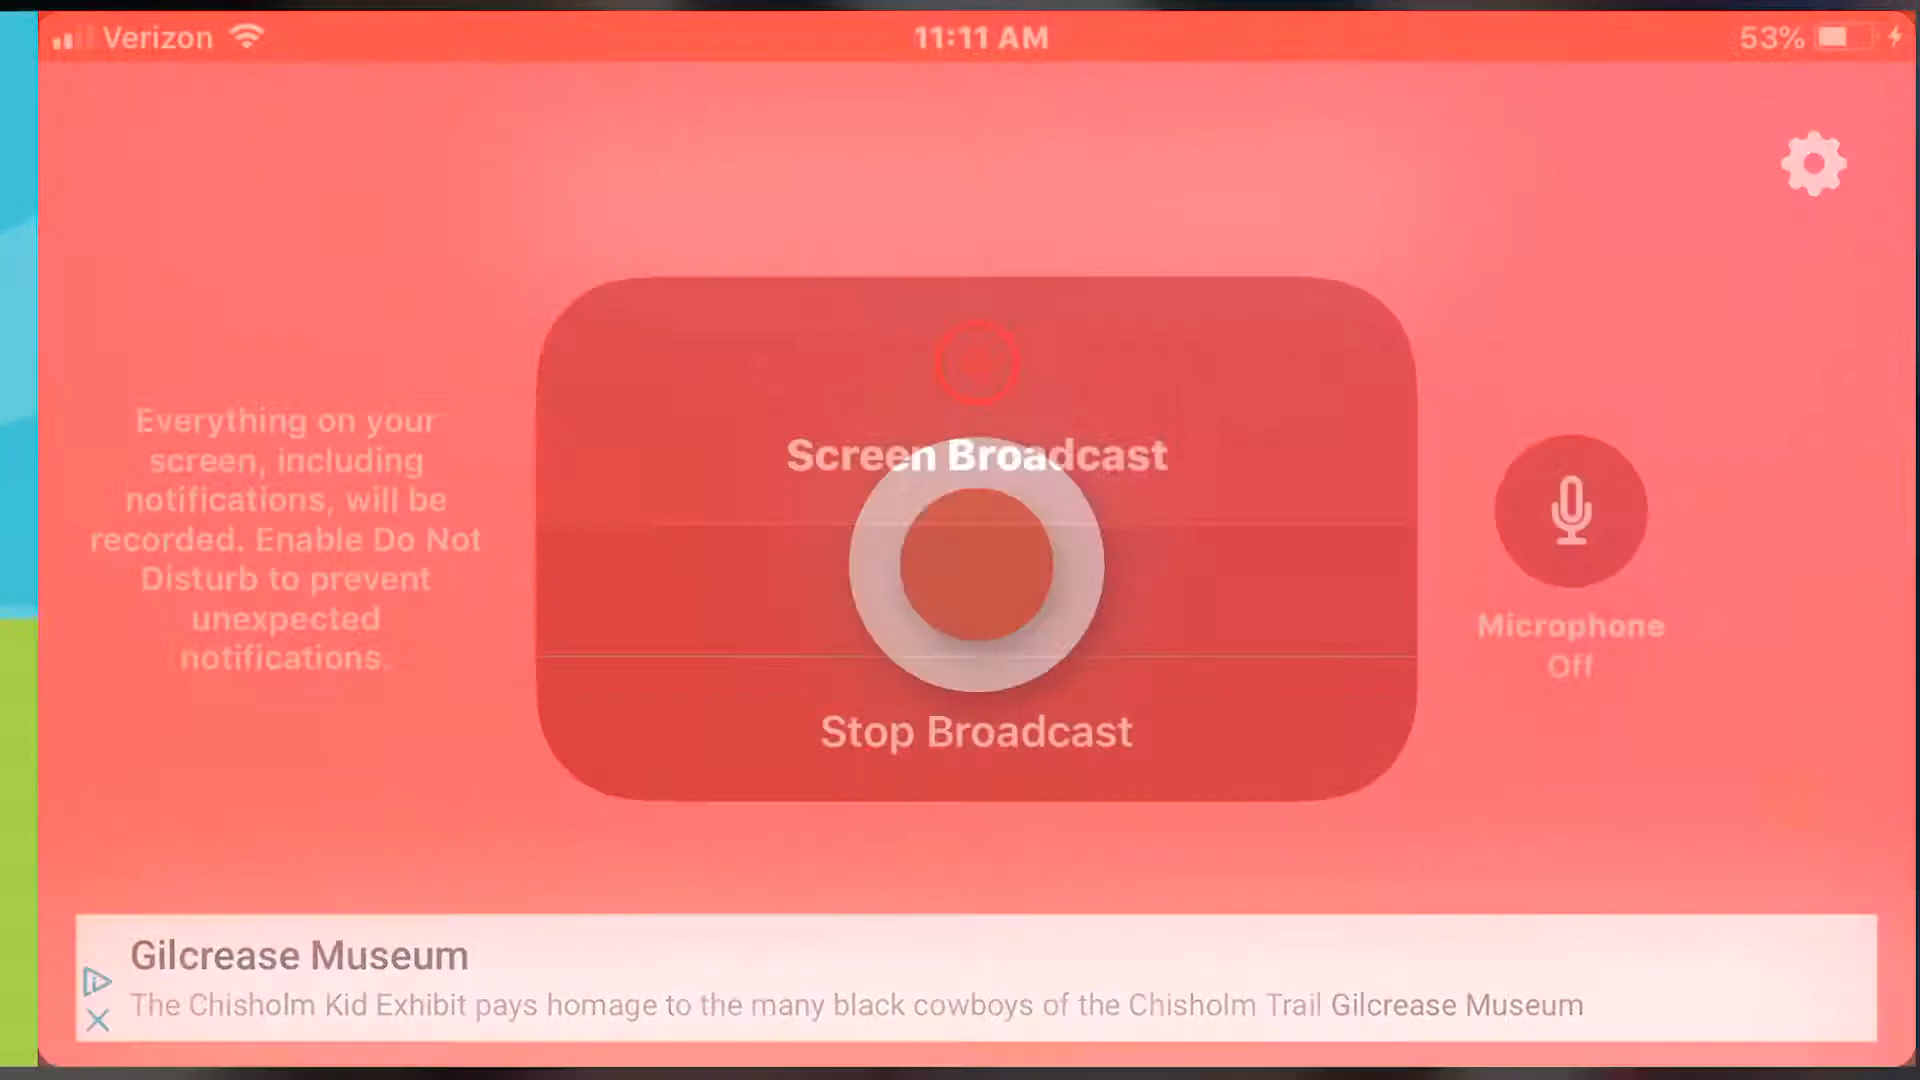 Verizon
11:11 AM
53%
Everything on your
screen, including
notifications, will be
recorded. Enable Do Not
Disturb to prevent
unexpected
notifications.
Screen Broadcast
Stop Broadcast
Microphone
Off
Gilcrease Museum
The Chisholm Kid Exhibit pays homage to the many black cowboys of the Chisholm Trail Gilcrease Museum